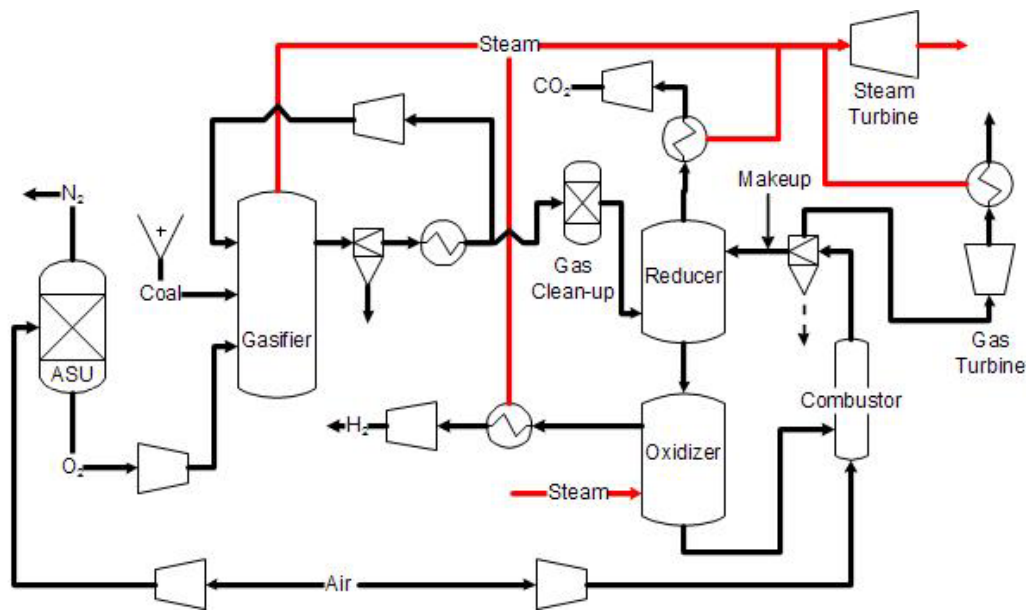 Steam
Steam
Turbine
CO₂
N₂
Makeup
+
Coal
Gas
Clean-up
Reducer
Gasifier
Gas
Turbine
ASU
Combustor
H₂
Oxidizer
O₂
Steam
Air